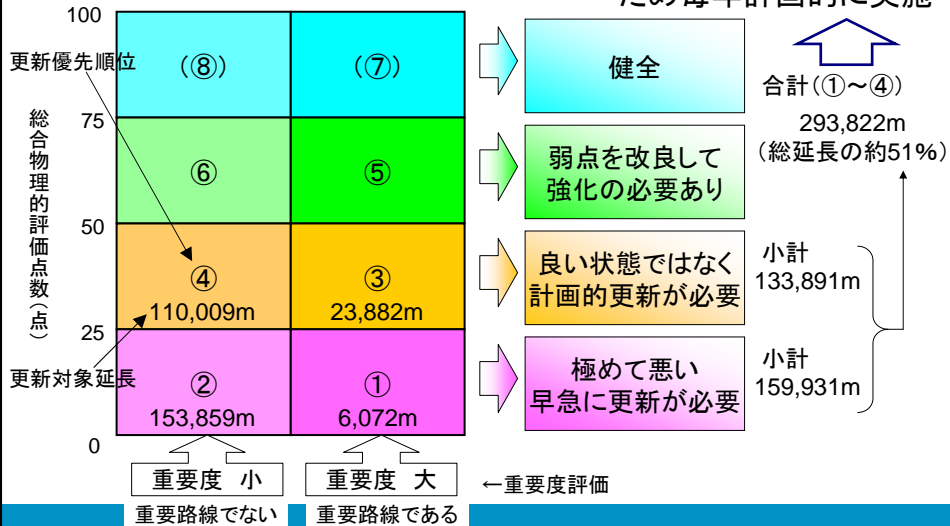 ため毎年計画的に実施
100
更新優先順位
(⑧)
(⑦)
健全
合計(①～④)
293,822m
(総延長の約51%)
総合物理的評価点数(点)
75
⑥
⑤
弱点を改良して
強化の必要あり
50
④
110,009m
③
23,882m
良い状態ではなく
計画的更新が必要
小計
133,891m
25
更新対象延長
②
153,859m
①
6,072m
極めて悪い
早急に更新が必要
小計
159,931m
0
重要度 小
重要度 大
←重要度評価
重要路線でない
重要路線である